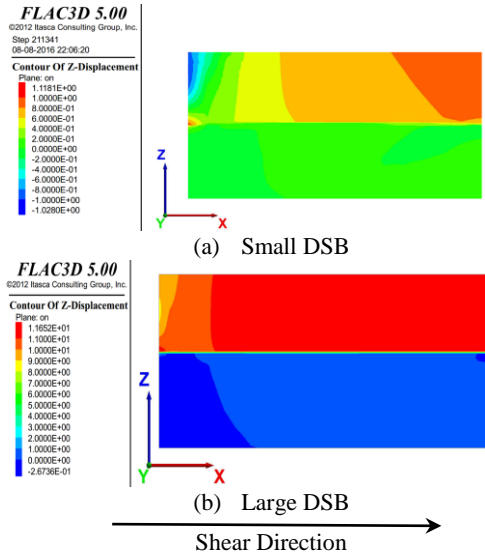 FLAC3D 5.00
©2012 Itasca Consulting Group, Inc.
Step 211341
08-08-2016 22:06:20
Contour Of Z-Displacement
Plane: on
1.1181E+00
1.0000E+00
8.0000E-01
6.0000E-01
4.0000E-01
2.0000E-01
0.0000E+00
-2.0000E-01
-4.0000E-01
-6.0000E-01
-8.0000E-01
-1.0000E+00
-1.0280E+00
Z
Y
X
(a) Small DSB
FLAC3D 5.00
©2012 Itasca Consulting Group, Inc.
Contour Of Z-Displacement
Plane: on
1.1652E+01
1.1000E+01
1.0000E+01
9.0000E+00
8.0000E+00
7.0000E+00
6.0000E+00
5.0000E+00
4.0000E+00
3.0000E+00
2.0000E+00
1.0000E+00
0.0000E+00
-2.6736E-01
Z
Y
X
(b) Large DSB
Shear Direction